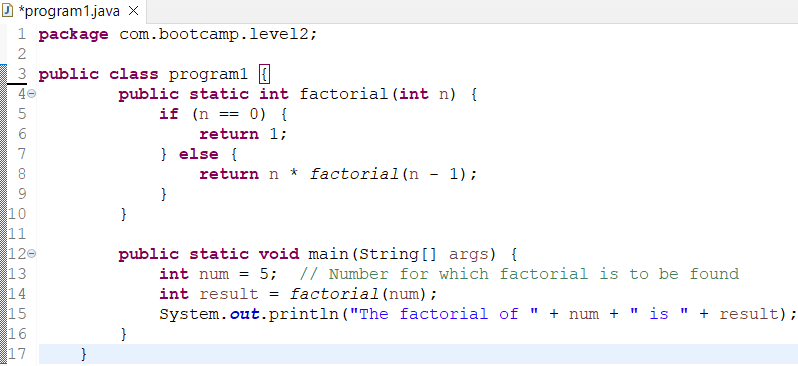 *program1.java
1 package com.bootcamp.level2;
2
3 public class program1 {
4 public static int factorial(int n) {
5 if (n == 0) {
6 return 1;
7 } else {
8 return n * factorial(n - 1);
9 }
10 }
11
12 public static void main(String[] args) {
13 int num = 5;  // Number for which factorial is to be found
14 int result = factorial(num);
15 System.out.println("The factorial of " + num + " is " + result);
16 }
17 }